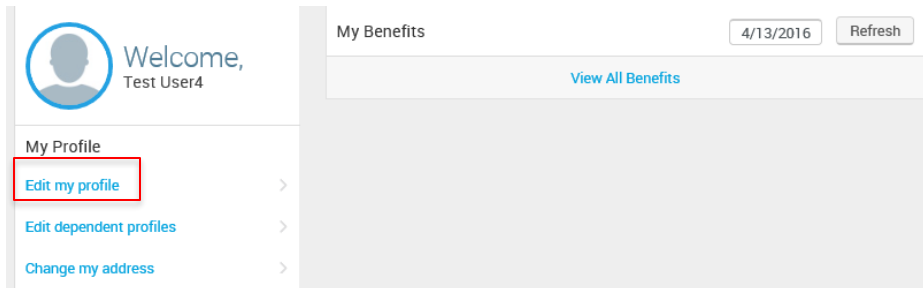 Welcome,
Test User4
My Profile
Edit my profile
Edit dependent profiles
Change my address
My Benefits
4/13/2016
Refresh
View All Benefits